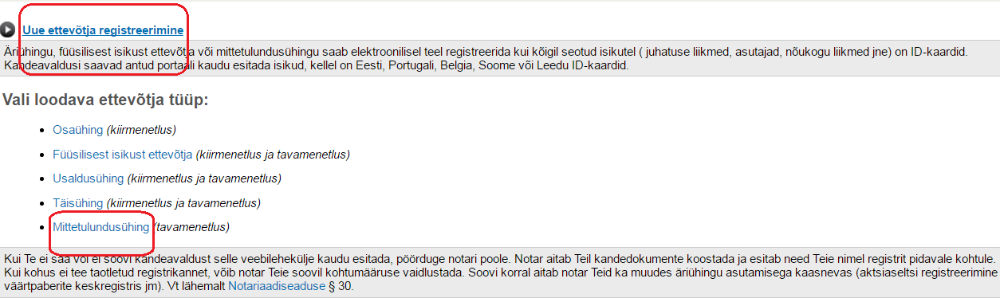 Uue ettevõtja registreerimine
Äriühingu, füüsilisest isikust ettevõtja või mittetulundusühingu saab elektroonilisel teel registreerida kui kõigil seotud isikutel ( juhatuse liikmed, asutajad, nõukogu liikmed jne) on ID-kaardid.
Kandeavaldusi saavad antud portaali kaudu esitada isikud, kellel on Eesti, Portugali, Belgia, Soome või Leedu ID-kaardid.
Vali loodava ettevõtja tüüp:
Osaühing (kiirmenetlus)
Füüsilisest isikust ettevõtja (kiirmenetlus ja tavamenetlus)
Usaldusühing (kiirmenetlus ja tavamenetlus)
Täisühing (kiirmenetlus ja tavamenetlus)
Mittetulundusühing (tavamenetlus)
Kui Te ei saa või ei soovi kandeavaldust selle veebilehekülje kaudu esitada, pöörduge notari poole. Notar aitab Teil kandedokumente koostada ja esitab need Teie nimel registrit pidavale kohtule.
Kui kohus ei tee taotletud registrikannet, võib notar Teie soovil kohtumääruse vaidlustada. Soovi korral aitab notar Teid ka muudes äriühingu asutamisega kaasnevas (aktsiaseltsi registreerimine
väärtpaberite keskregistris jm). Vt lähemalt Notariaadiseaduse § 30.